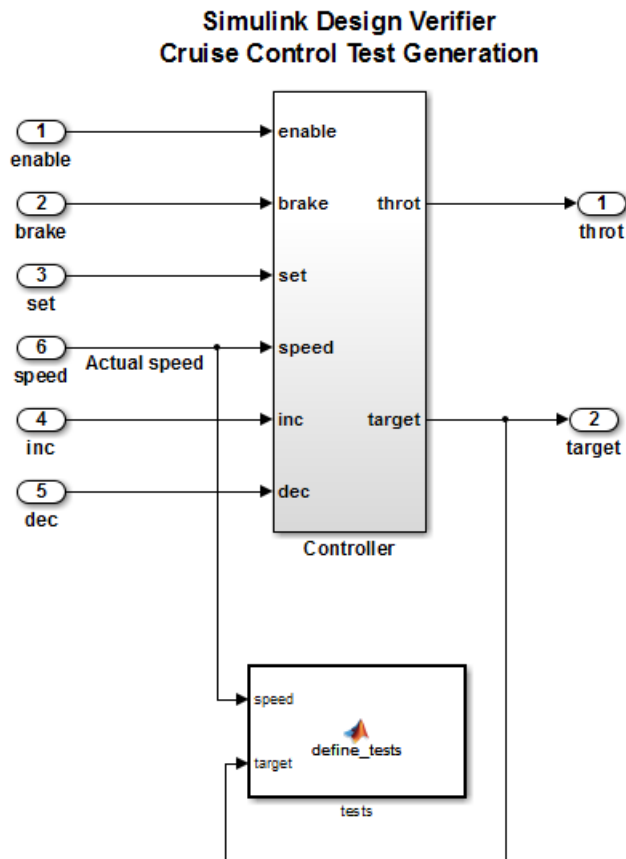 Simulink Design Verifier
Cruise Control Test Generation
1
enable
enable
2
brake
brake
throt
1
throt
3
set
set
6
speed
Actual speed
speed
4
inc
inc
target
2
target
5
dec
dec
Controller
speed
define_tests
target
tests